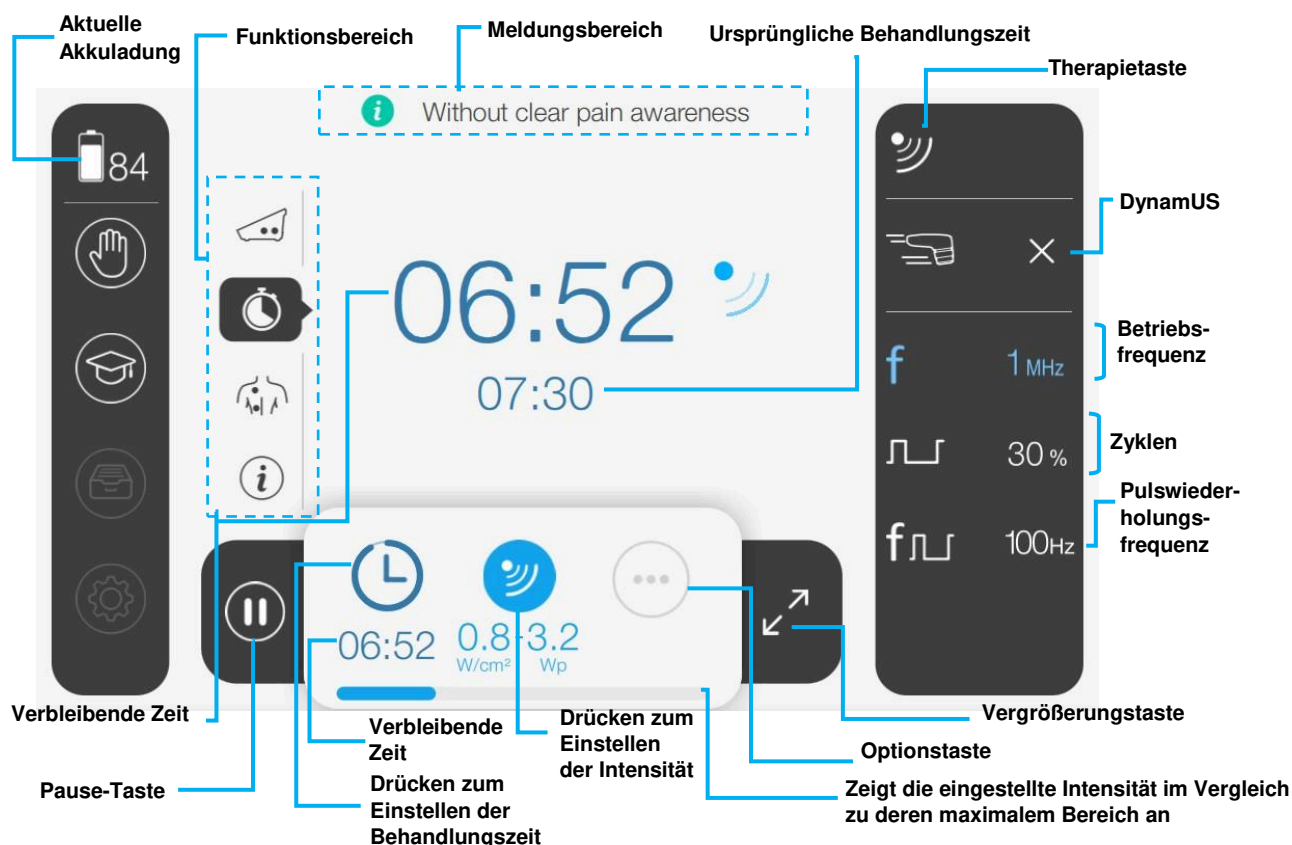 Aktuelle
Akkuladung
Funktionsbereich
Meldungsbereich
Ursprüngliche Behandlungszeit
Therapietaste
i Without clear pain awareness
84
DynamUS
06:52
07:30
Betriebs-
frequenz
f 1 MHz
Zyklen
30 %
i
Pulswieder-
holungs-
frequenz
f 100Hz
06:52
0.8 3.2
W/cm² Wp
Verbleibende Zeit
Verbleibende
Zeit
Drücken zum
Einstellen
der Intensität
Vergrößerungstaste
Optionstaste
Pause-Taste
Drücken zum
Einstellen der
Behandlungszeit
Zeigt die eingestellte Intensität im Vergleich
zu deren maximalem Bereich an